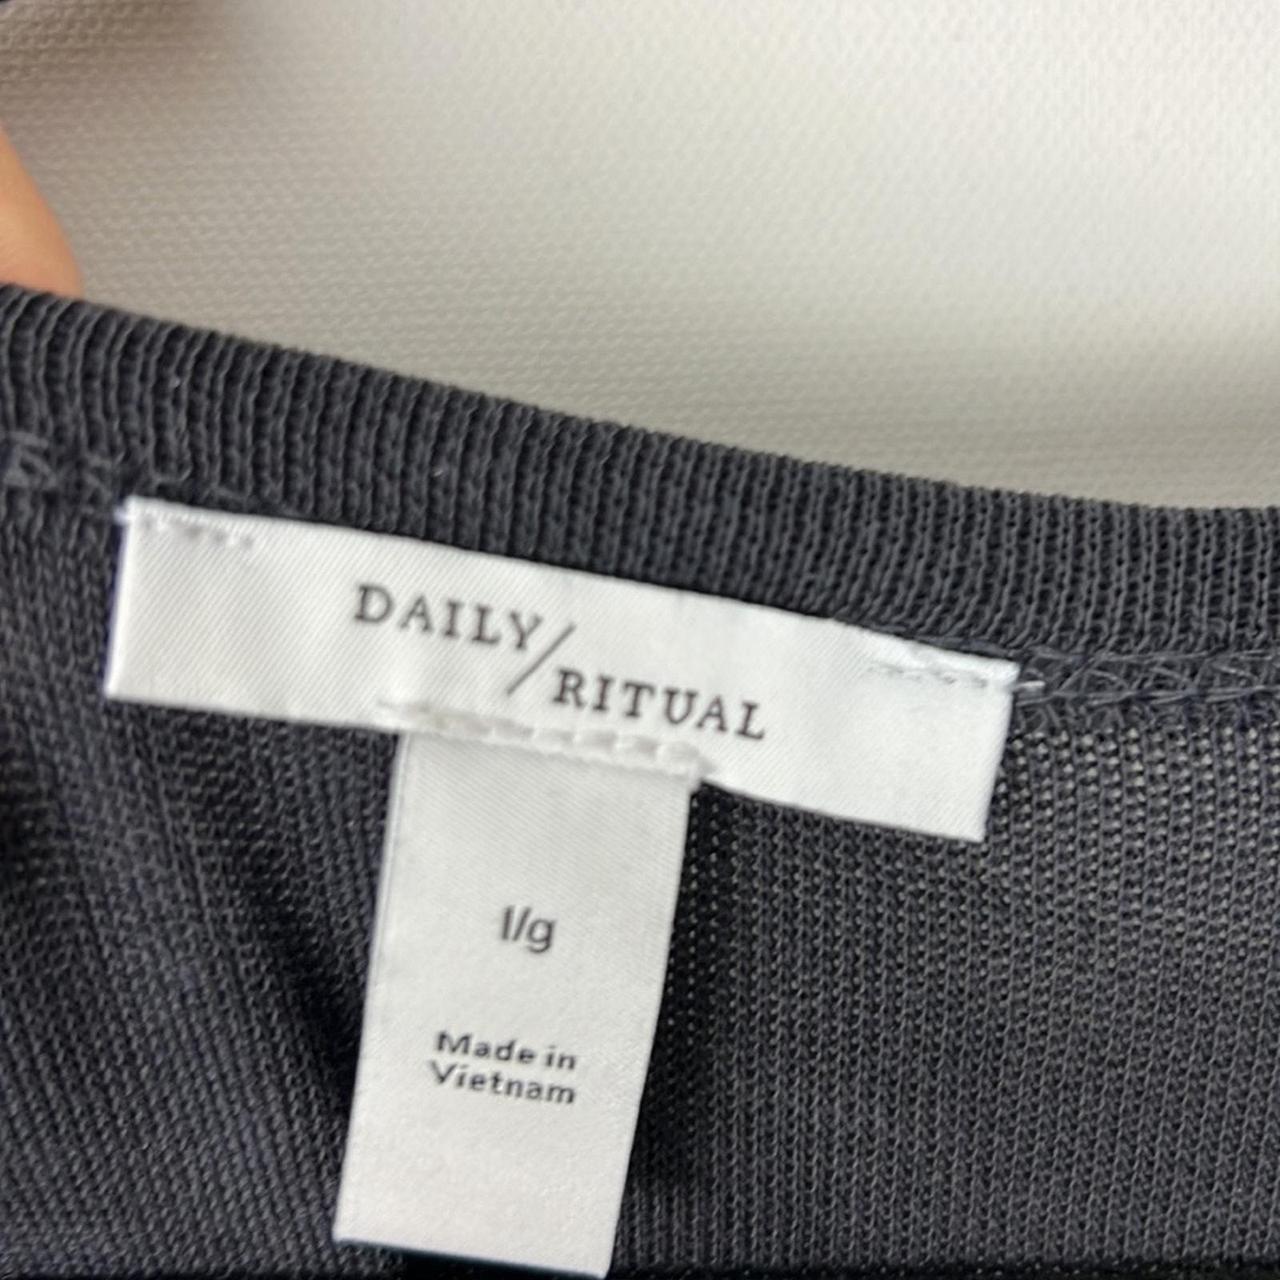 DAILY/
RITUAL
l/g
Made in
Vietnam